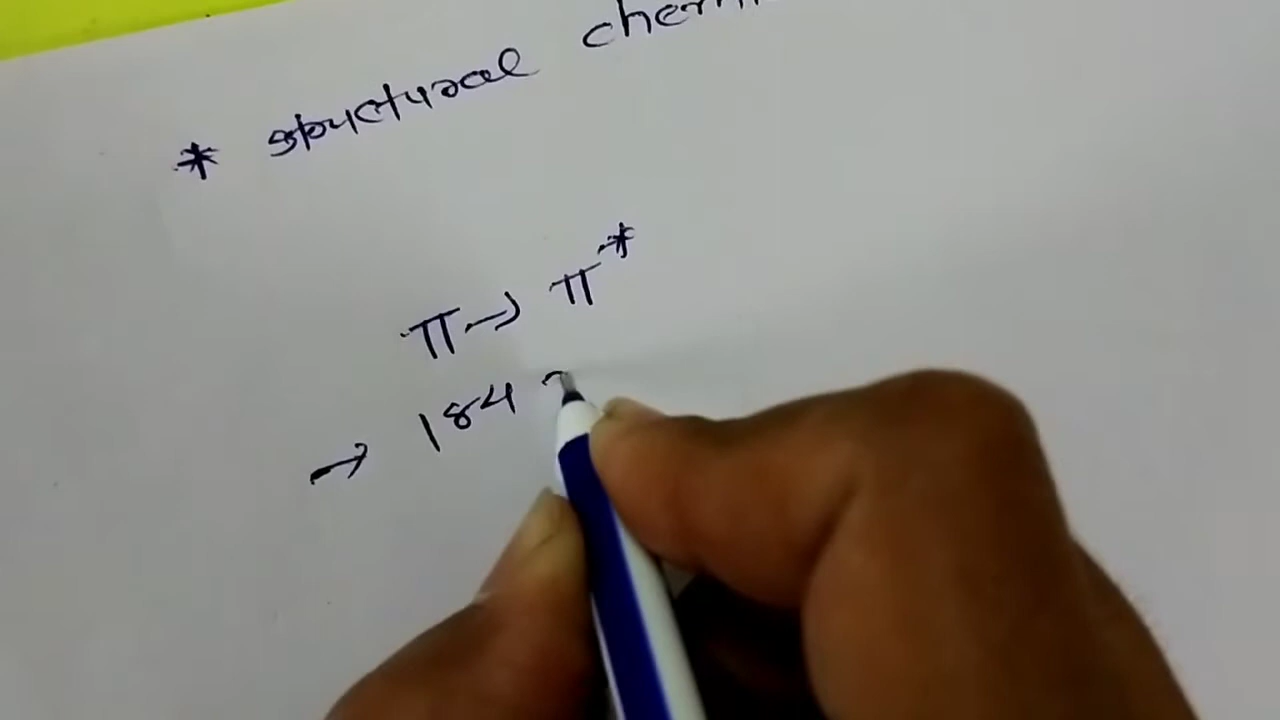 * structural
π → π*
→ 184